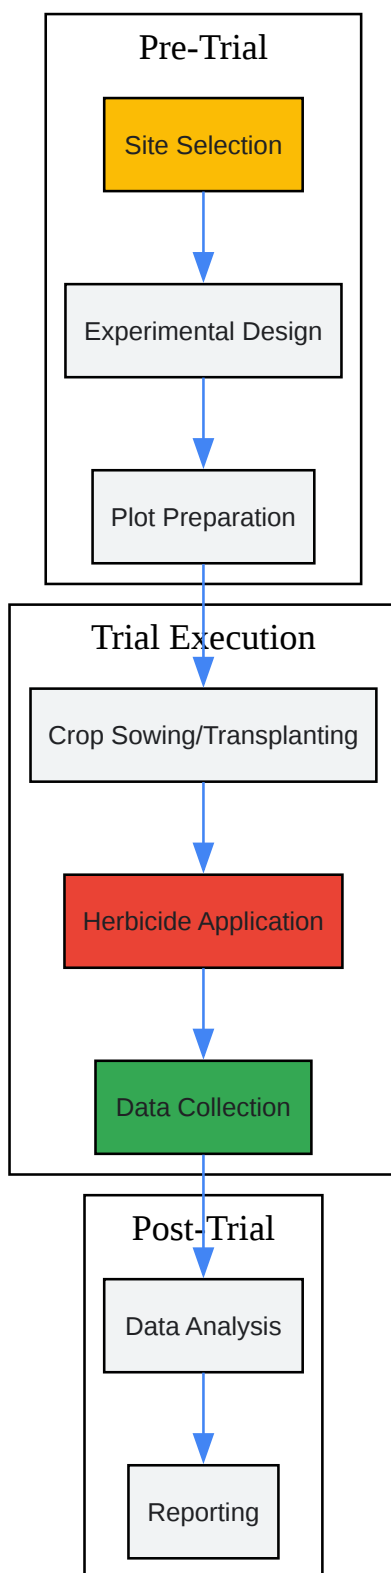 Pre-Trial
Site Selection
Experimental Design
Plot Preparation
Trial Execution
Crop Sowing/Transplanting
Herbicide Application
Data Collection
Post-Trial
Data Analysis
Reporting